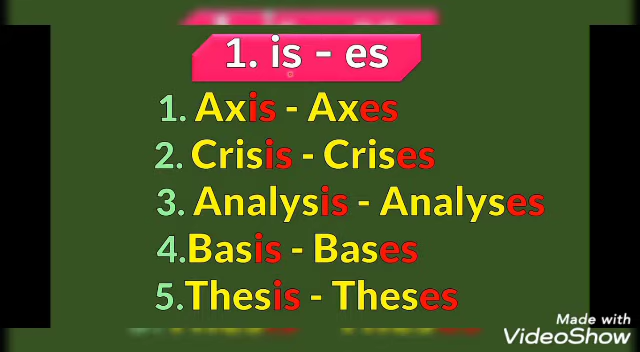 1. is - es
1. Axis - Axes
2. Crisis - Crises
3. Analysis - Analyses
4. Basis - Bases
5. Thesis - Theses
Made with
VideoShow